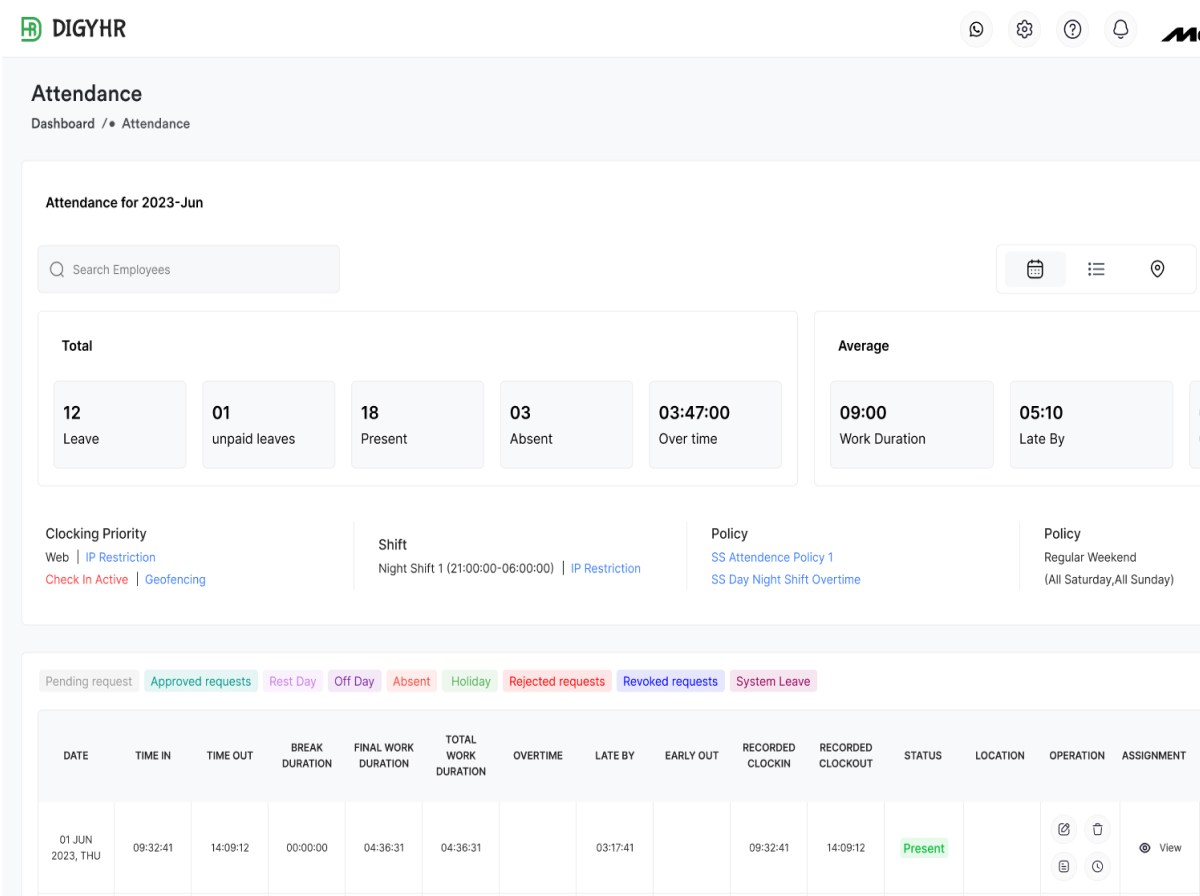 DIGYHR
Attendance
Dashboard / • Attendance
Attendance for 2023-Jun
Search Employees
Total
Average
12
Leave
01
unpaid leaves
18
Present
03
Absent
03:47:00
Over time
09:00
Work Duration
05:10
Late By
Clocking Priority
Web | IP Restriction
Check In Active | Geofencing
Shift
Night Shift 1 (21:00:00-06:00:00) | IP Restriction
Policy
SS Attendence Policy 1
SS Day Night Shift Overtime
Policy
Regular Weekend
(All Saturday,All Sunday)
Pending request Approved requests Rest Day Off Day Absent Holiday Rejected requests Revoked requests System Leave
DATE
TIME IN
TIME OUT
BREAK
DURATION
FINAL WORK
DURATION
TOTAL
WORK
DURATION
OVERTIME
LATE BY
EARLY OUT
RECORDED
CLOCKIN
RECORDED
CLOCKOUT
STATUS
LOCATION
OPERATION
ASSIGNMENT
01 JUN
2023, THU
09:32:41
14:09:12
00:00:00
04:36:31
04:36:31
03:17:41
09:32:41
14:09:12
Present
View